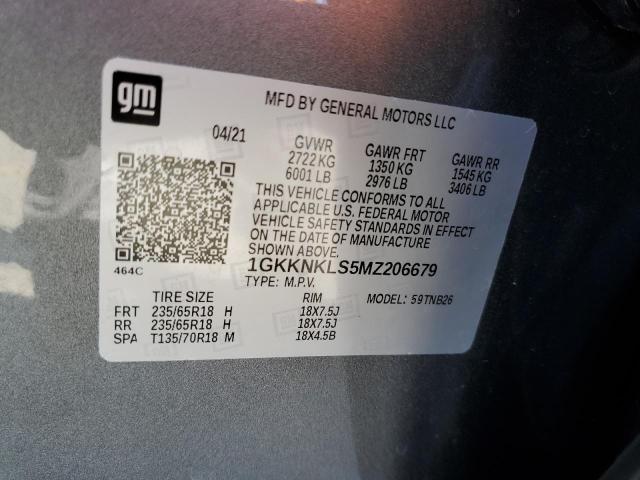 gm
MFD BY GENERAL MOTORS LLC
04/21
GVWR GAWR FRT GAWR RR
2722 KG 1350 KG 1545 KG
6001 LB 2976 LB 3406 LB
THIS VEHICLE CONFORMS TO ALL
APPLICABLE U.S. FEDERAL MOTOR
VEHICLE SAFETY STANDARDS IN EFFECT
ON THE DATE OF MANUFACTURE
SHOWN ABOVE.
464C
1GKKNKLS5MZ206679
TYPE: M.P.V. MODEL: 59TNB26
TIRE SIZE RIM
FRT 235/65R18 H 18X7.5J
RR 235/65R18 H 18X7.5J
SPA T135/70R18 M 18X4.5B